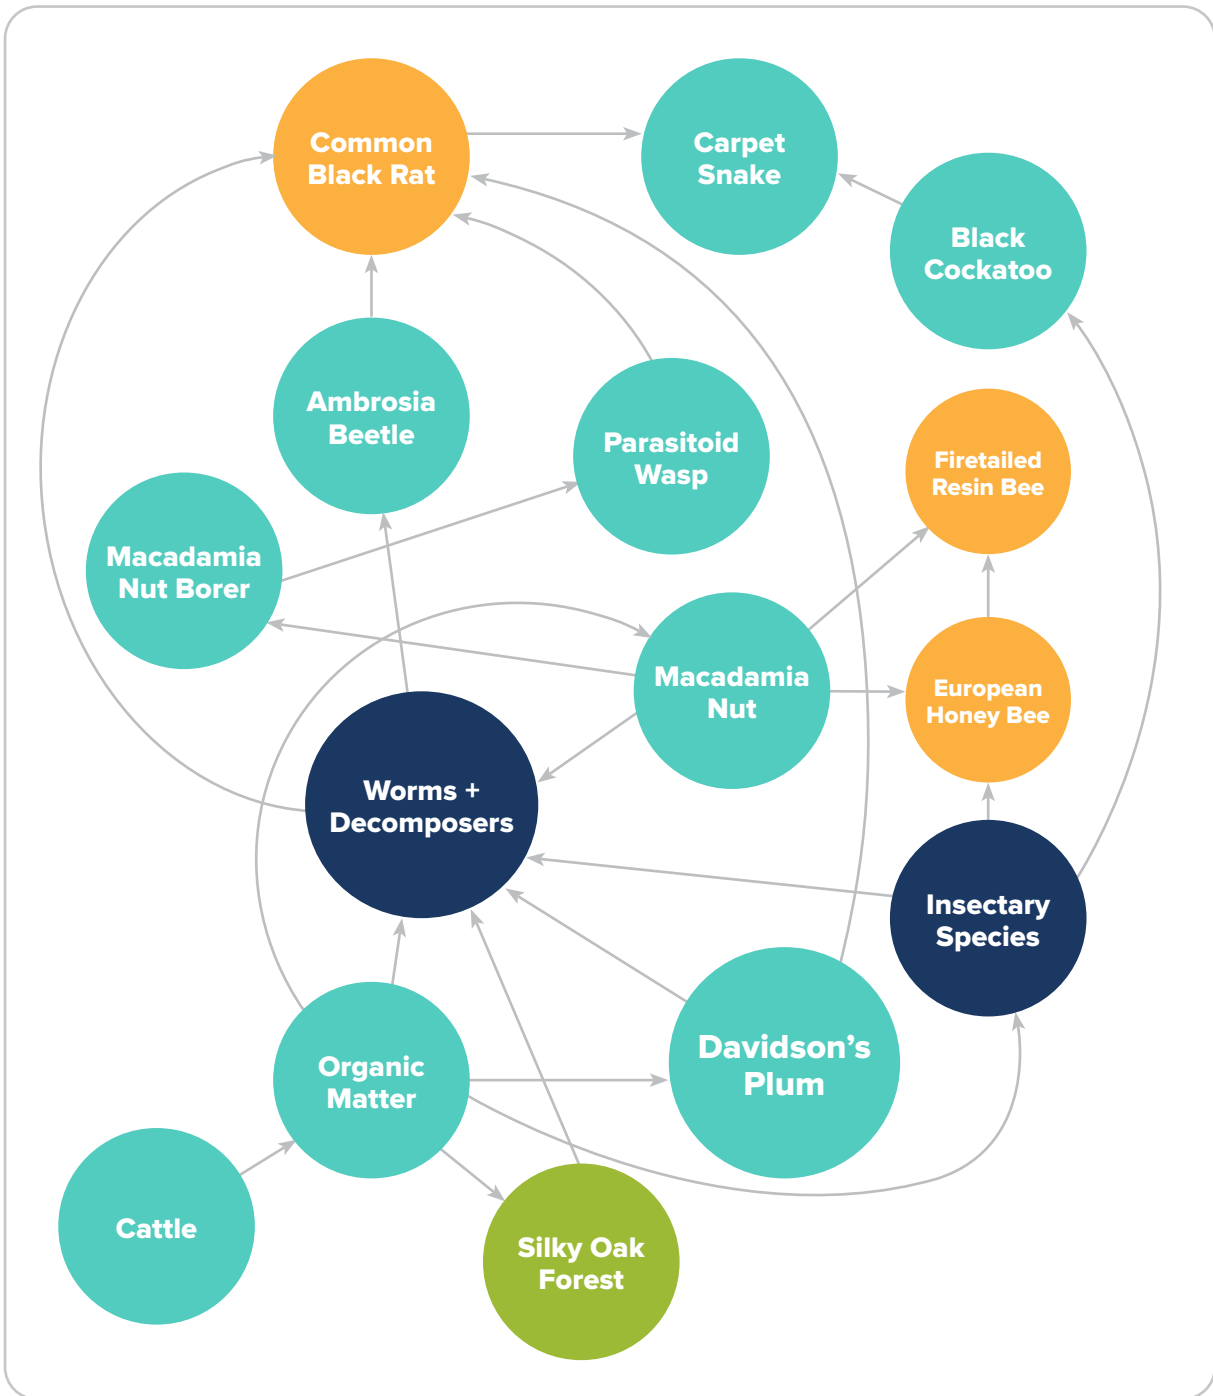 Common
Black Rat
Carpet
Snake
Black
Cockatoo
Ambrosia
Beetle
Parasitoid
Wasp
Firetailed
Resin Bee
Macadamia
Nut Borer
Macadamia
Nut
European
Honey Bee
Worms +
Decomposers
Insectary
Species
Organic
Matter
Davidson’s
Plum
Cattle
Silky Oak
Forest